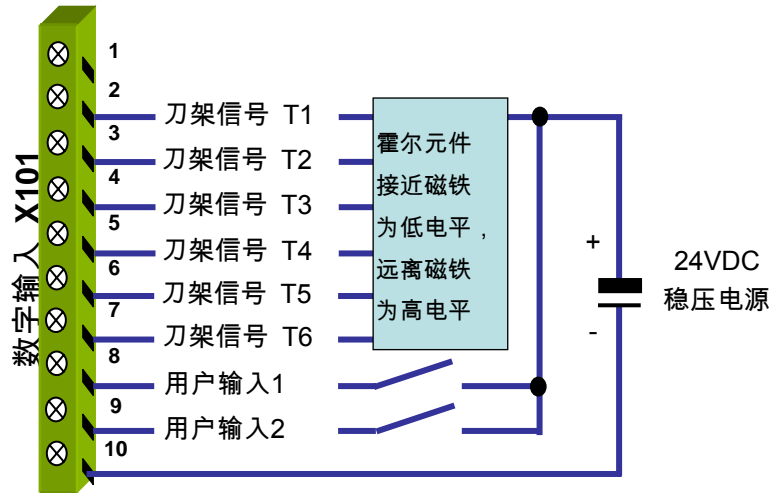 数字输入 X101
1
2
3
4
5
6
7
8
9
10
刀架信号 T1
刀架信号 T2
刀架信号 T3
刀架信号 T4
刀架信号 T5
刀架信号 T6
用户输入1
用户输入2
霍尔元件
接近磁铁
为低电平，
远离磁铁
为高电平
+
-
24VDC
稳压电源